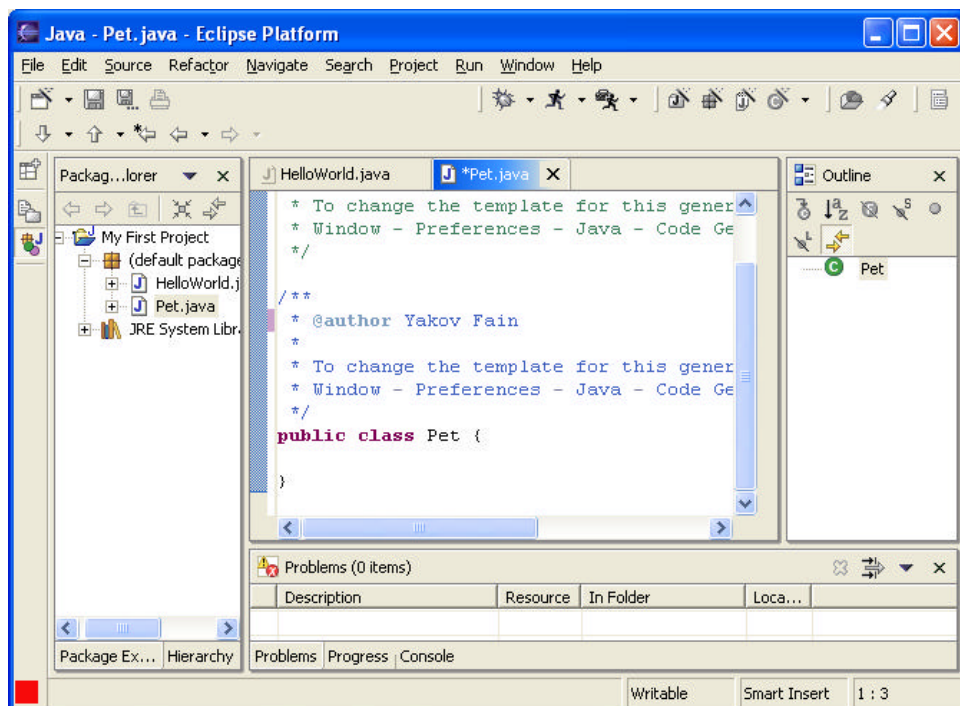 Java - Pet.java - Eclipse Platform
File Edit Source Refactor Navigate Search Project Run Window Help
Packag...lorer
My First Project
(default package
HelloWorld.j
Pet.java
JRE System Libr
Package Ex... Hierarchy
HelloWorld.java *Pet.java
* To change the template for this gener
* Window - Preferences - Java - Code Ge
*/
/**
* @author Yakov Fain
*
* To change the template for this gener
* Window - Preferences - Java - Code Ge
*/
public class Pet {
}
Outline
Pet
Problems (0 items)
Description Resource In Folder Loca...
Problems Progress Console
Writable Smart Insert 1 : 3